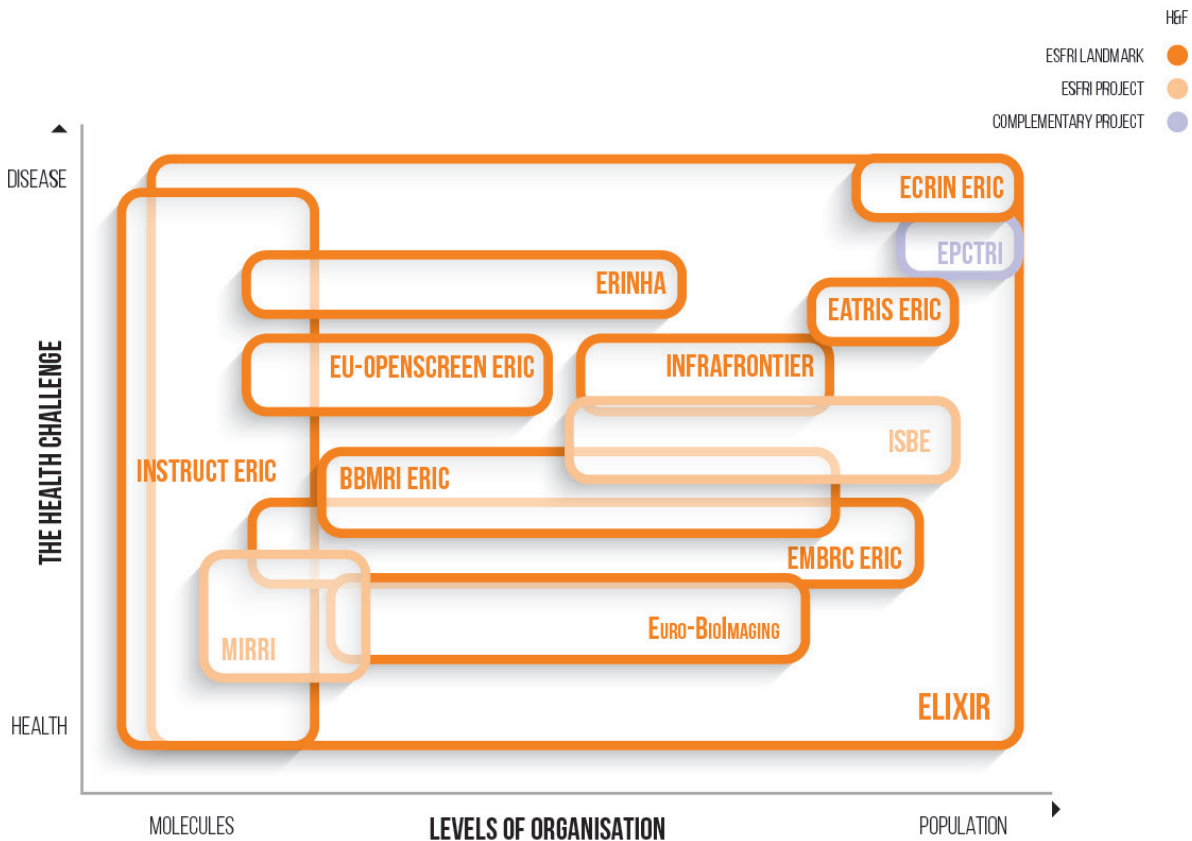 H&F
ESFRI LANDMARK
ESFRI PROJECT
COMPLEMENTARY PROJECT
DISEASE
ECRIN ERIC
EPCTRI
ERINHA
EATRIS ERIC
EU-OPENSCREEN ERIC
INFRAFRONTIER
THE HEALTH CHALLENGE
ISBE
INSTRUCT ERIC
BBMRI ERIC
EMBRC ERIC
Euro-BioImaging
MIRRI
ELIXIR
HEALTH
MOLECULES
LEVELS OF ORGANISATION
POPULATION